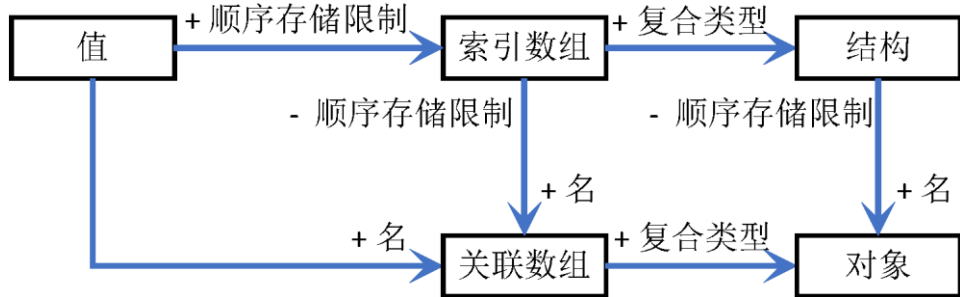 值
+ 顺序存储限制
索引数组
+ 复合类型
结构
- 顺序存储限制
- 顺序存储限制
+ 名
+ 名
+ 名
关联数组
+ 复合类型
对象